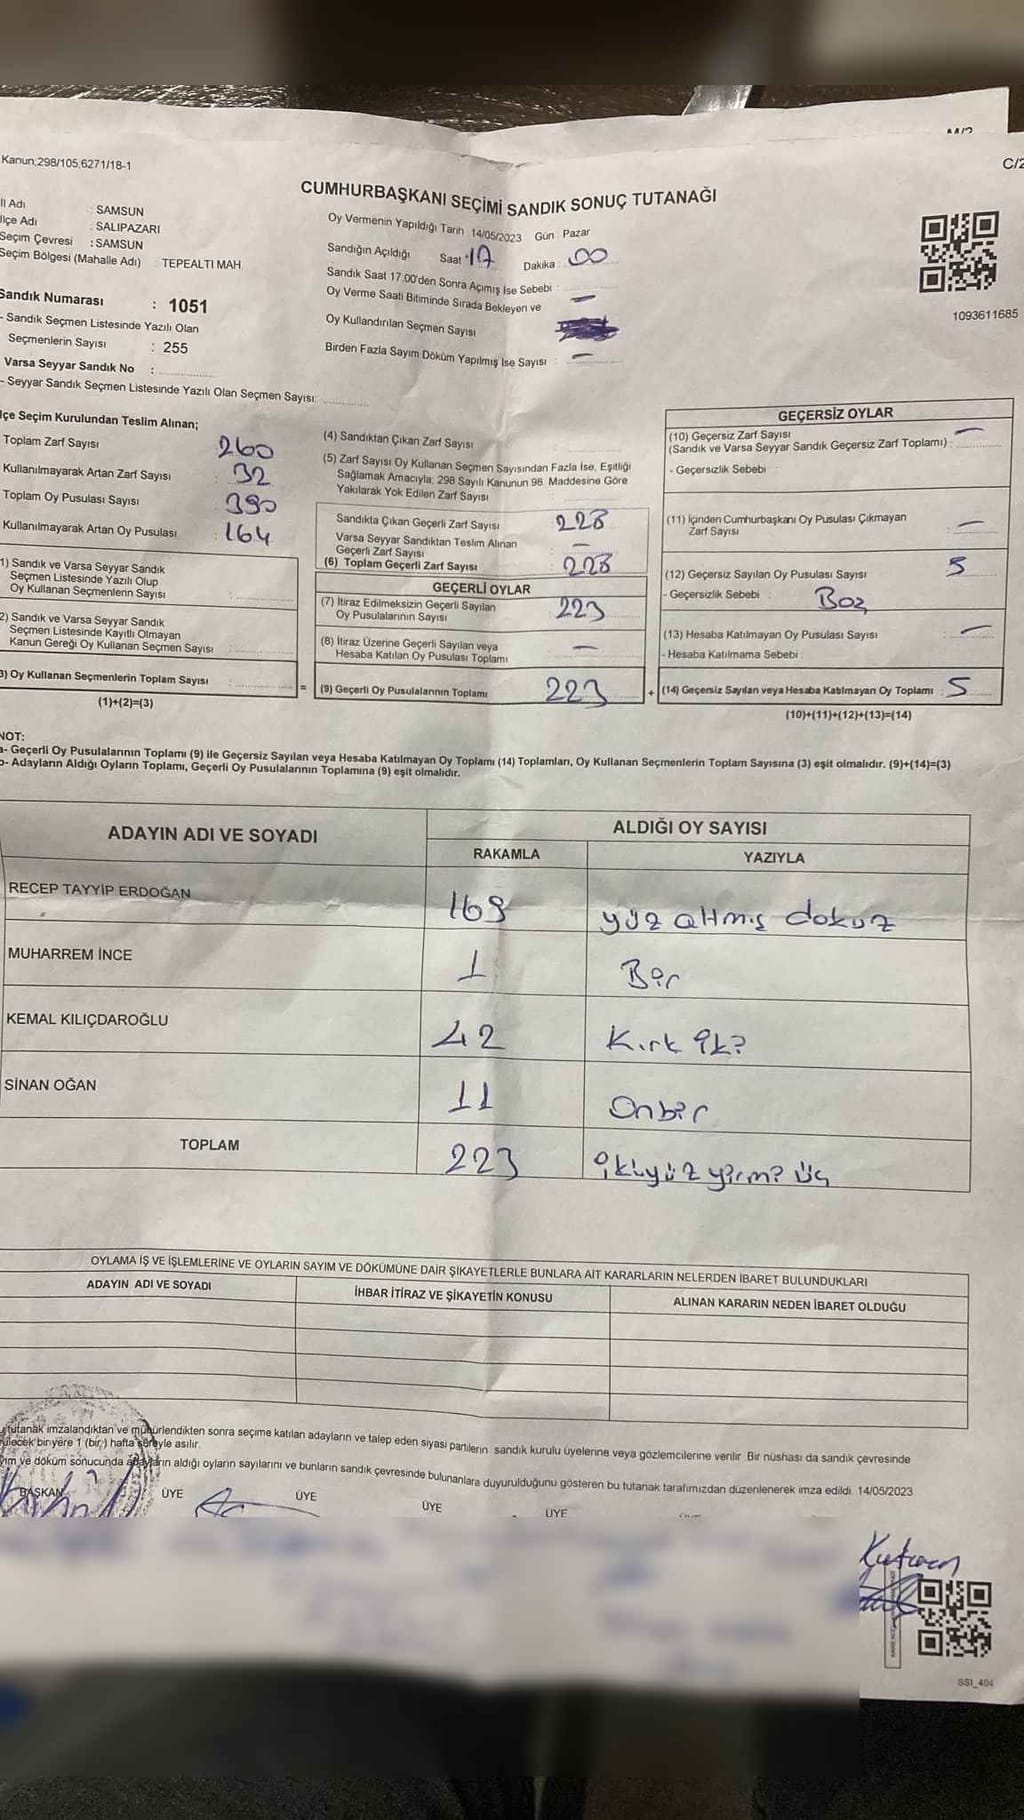 M/2
Kanun;298/105,6271/18-1
C/2
CUMHURBAŞKANI SEÇİMİ SANDIK SONUÇ TUTANAĞI
İl Adı : SAMSUN
İlçe Adı : SALIPAZARI
Seçim Çevresi : SAMSUN
Seçim Bölgesi (Mahalle Adı) TEPEALTI MAH
Sandık Numarası : 1051
- Sandık Seçmen Listesinde Yazılı Olan
Seçmenlerin Sayısı : 255
Varsa Seyyar Sandık No :
- Seyyar Sandık Seçmen Listesinde Yazılı Olan Seçmen Sayısı:
Oy Vermenin Yapıldığı Tarih 14/05/2023 Gün Pazar
Sandığın Açıldığı Saat 17 Dakika : 00
Sandık Saat 17:00'den Sonra Açımış İse Sebebi :
Oy Verme Saati Bitiminde Sırada Bekleyen ve —
Oy Kullandırılan Seçmen Sayısı
Birden Fazla Sayım Döküm Yapılmış İse Sayısı : —
1093611685
İlçe Seçim Kurulundan Teslim Alınan;
Toplam Zarf Sayısı 260
Kullanılmayarak Artan Zarf Sayısı 32
Toplam Oy Pusulası Sayısı 390
Kullanılmayarak Artan Oy Pusulası : 164
1) Sandık ve Varsa Seyyar Sandık
Seçmen Listesinde Yazılı Olup
Oy Kullanan Seçmenlerin Sayısı :
2) Sandık ve Varsa Seyyar Sandık
Seçmen Listesinde Kayıtlı Olmayan
Kanun Gereği Oy Kullanan Seçmen Sayısı :
3) Oy Kullanan Seçmenlerin Toplam Sayısı :
(1)+(2)=(3)
(4) Sandıktan Çıkan Zarf Sayısı
(5) Zarf Sayısı Oy Kullanan Seçmen Sayısından Fazla İse, Eşitliği
Sağlamak Amacıyla; 298 Sayılı Kanunun 98. Maddesine Göre
Yakılarak Yok Edilen Zarf Sayısı
Sandıkta Çıkan Geçerli Zarf Sayısı 228
Varsa Seyyar Sandıktan Teslim Alınan
Geçerli Zarf Sayısı —
(6) Toplam Geçerli Zarf Sayısı 228
GEÇERLİ OYLAR
(7) İtiraz Edilmeksizin Geçerli Sayılan
Oy Pusulalarının Sayısı 223
(8) İtiraz Üzerine Geçerli Sayılan veya
Hesaba Katılan Oy Pusulası Toplamı —
= (9) Geçerli Oy Pusulalarının Toplamı 223
GEÇERSİZ OYLAR
(10) Geçersiz Zarf Sayısı —
(Sandık ve Varsa Seyyar Sandık Geçersiz Zarf Toplamı) :
- Geçersizlik Sebebi :
(11) İçinden Cumhurbaşkanı Oy Pusulası Çıkmayan
Zarf Sayısı —
(12) Geçersiz Sayılan Oy Pusulası Sayısı 5
- Geçersizlik Sebebi : Boz
(13) Hesaba Katılmayan Oy Pusulası Sayısı —
- Hesaba Katılmama Sebebi
+ (14) Geçersiz Sayılan veya Hesaba Katılmayan Oy Toplamı : 5
(10)+(11)+(12)+(13)=(14)
NOT:
a- Geçerli Oy Pusulalarının Toplamı (9) ile Geçersiz Sayılan veya Hesaba Katılmayan Oy Toplamı (14) Toplamları, Oy Kullanan Seçmenlerin Toplam Sayısına (3) eşit olmalıdır. (9)+(14)=(3)
b- Adayların Aldığı Oyların Toplamı, Geçerli Oy Pusulalarının Toplamına (9) eşit olmalıdır.
ADAYIN ADI VE SOYADI
ALDIĞI OY SAYISI
RAKAMLA YAZIYLA
RECEP TAYYİP ERDOĞAN 169 yüz altmış dokuz
MUHARREM İNCE 1 Bir
KEMAL KILIÇDAROĞLU 42 Kırk iki
SİNAN OĞAN 11 Onbir
TOPLAM 223 ikiyüz yirmi üç
OYLAMA İŞ VE İŞLEMLERİNE VE OYLARIN SAYIM VE DÖKÜMÜNE DAİR ŞİKAYETLERLE BUNLARA AİT KARARLARIN NELERDEN İBARET BULUNDUKLARI
ADAYIN ADI VE SOYADI İHBAR İTİRAZ VE ŞİKAYETİN KONUSU ALINAN KARARIN NEDEN İBARET OLDUĞU
tutanak imzalandıktan ve mühürlendikten sonra seçime katılan adayların ve talep eden siyasi partilerin sandık kurulu üyelerine veya gözlemcilerine verilir. Bir nüshası da sandık çevresinde
bir yere 1 (bir) hafta süreyle asılır.
ve döküm sonucunda adayların aldığı oyların sayılarını ve bunların sandık çevresinde bulunanlara duyurulduğunu gösteren bu tutanak tarafımızdan düzenlenerek imza edildi. 14/05/2023
BAŞKAN ÜYE ÜYE ÜYE ÜYE
SSI_404